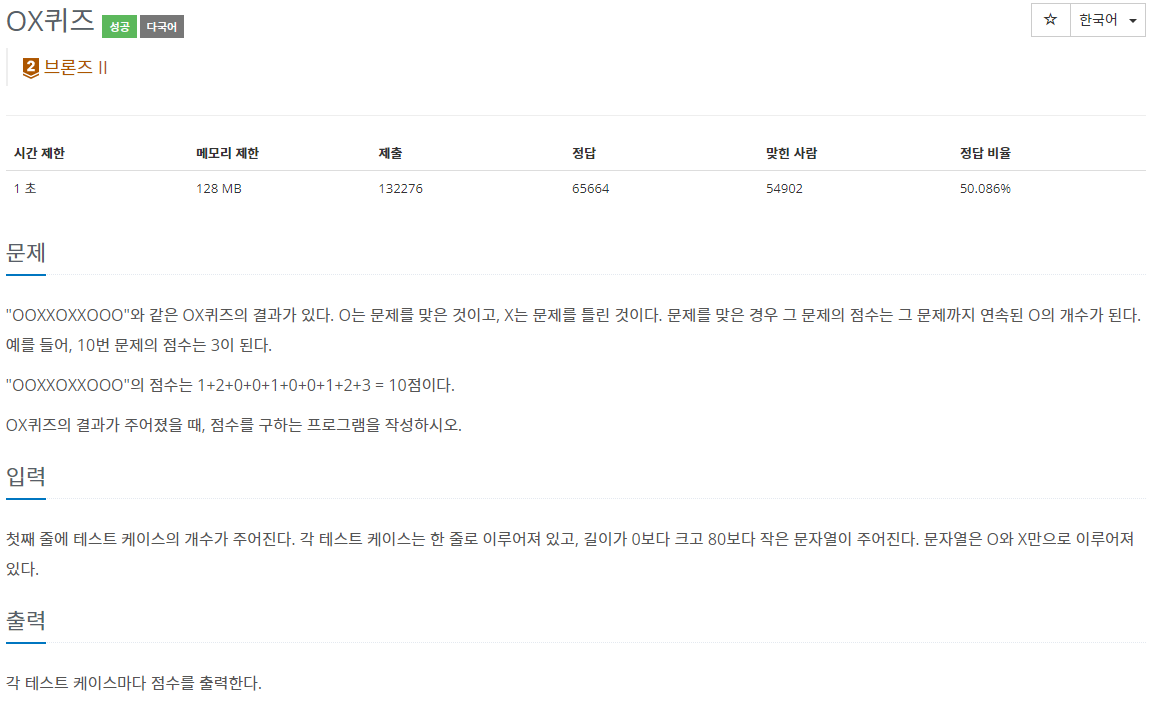 OX퀴즈 성공 다국어
☆ 한국어
2 브론즈 II
시간 제한 메모리 제한 제출 정답 맞힌 사람 정답 비율
1 초 128 MB 132276 65664 54902 50.086%
문제
"OOXXOXXOOO"와 같은 OX퀴즈의 결과가 있다. O는 문제를 맞은 것이고, X는 문제를 틀린 것이다. 문제를 맞은 경우 그 문제의 점수는 그 문제까지 연속된 O의 개수가 된다.
예를 들어, 10번 문제의 점수는 3이 된다.
"OOXXOXXOOO"의 점수는 1+2+0+0+1+0+0+1+2+3 = 10점이다.
OX퀴즈의 결과가 주어졌을 때, 점수를 구하는 프로그램을 작성하시오.
입력
첫째 줄에 테스트 케이스의 개수가 주어진다. 각 테스트 케이스는 한 줄로 이루어져 있고, 길이가 0보다 크고 80보다 작은 문자열이 주어진다. 문자열은 O와 X만으로 이루어져
있다.
출력
각 테스트 케이스마다 점수를 출력한다.